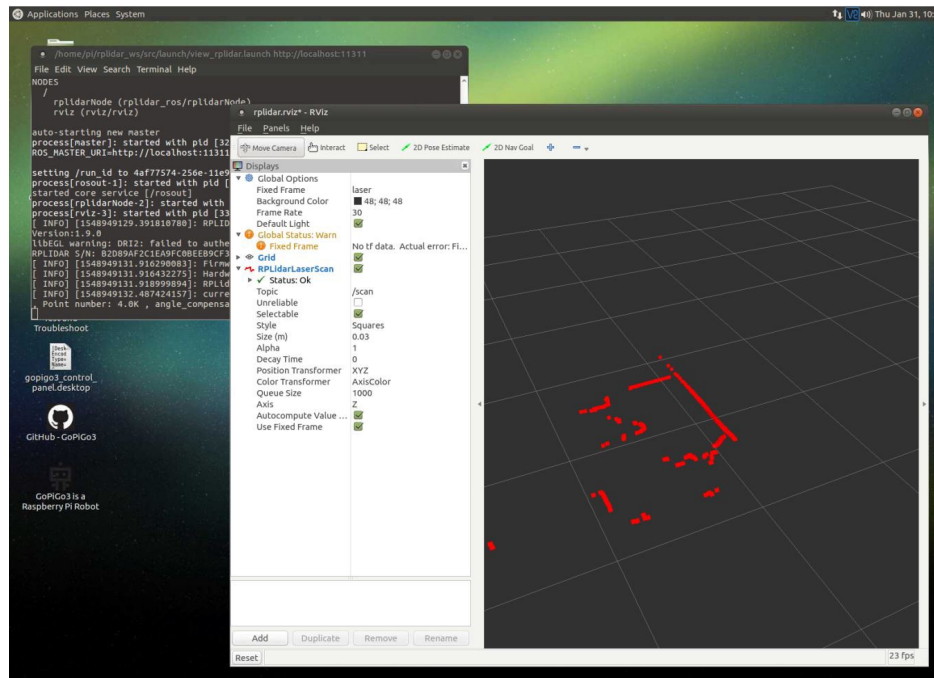 Applications Places System
Thu Jan 31, 10:
/home/pi/rplidar_ws/src/launch/view_rplidar.launch http://localhost:11311
File Edit View Search Terminal Help
NODES
/
rplidarNode (rplidar_ros/rplidarNode)
rviz (rviz/rviz)
auto-starting new master
process[master]: started with pid [32
ROS_MASTER_URI=http://localhost:11311
setting /run_id to 4af77574-256e-11e9
process[rosout-1]: started with pid [
started core service [/rosout]
process[rplidarNode-2]: started with
process[rviz-3]: started with pid [33
[ INFO] [1548949129.391810780]: RPLID
Version:1.9.0
libEGL warning: DRI2: failed to authe
RPLIDAR S/N: B2D89AF2C1EA9FC0BEEB9CF3
[ INFO] [1548949131.916290083]: Firmw
[ INFO] [1548949131.916432275]: Hardw
[ INFO] [1548949131.918999894]: RPLid
[ INFO] [1548949132.487424157]: curre
, Point number: 4.0K , angle_compensa
Troubleshoot
gopigo3_control_
panel.desktop
GitHub - GoPiGo3
GoPiGo3 is a
Raspberry Pi Robot
rplidar.rviz* - RViz
File Panels Help
Move Camera Interact Select 2D Pose Estimate 2D Nav Goal
Displays
Global Options
Fixed Frame laser
Background Color 48; 48; 48
Frame Rate 30
Default Light
Global Status: Warn
Fixed Frame No tf data. Actual error: Fi...
Grid
RPLidarLaserScan
Status: Ok
Topic /scan
Unreliable
Selectable
Style Squares
Size (m) 0.03
Alpha 1
Decay Time 0
Position Transformer XYZ
Color Transformer AxisColor
Queue Size 1000
Axis Z
Autocompute Value ...
Use Fixed Frame
Add Duplicate Remove Rename
Reset
23 fps